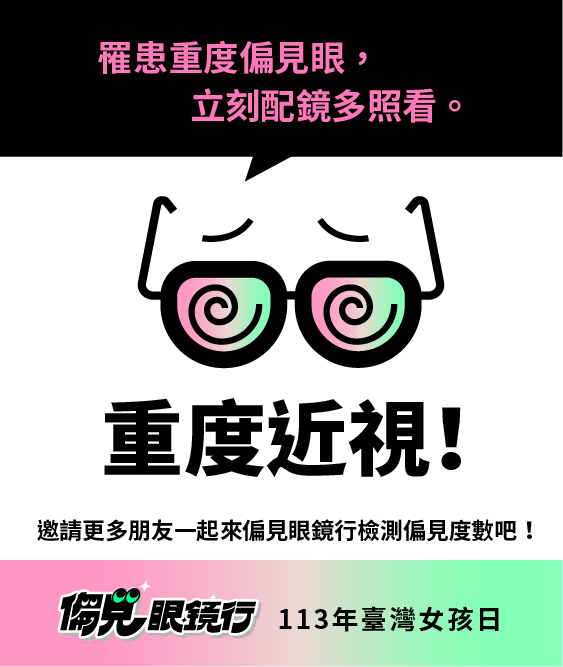 罹患重度偏見眼，
立刻配鏡多照看。
重度近視！
邀請更多朋友一起來偏見眼鏡行檢測偏見度數吧！
偏見眼鏡行 113年臺灣女孩日